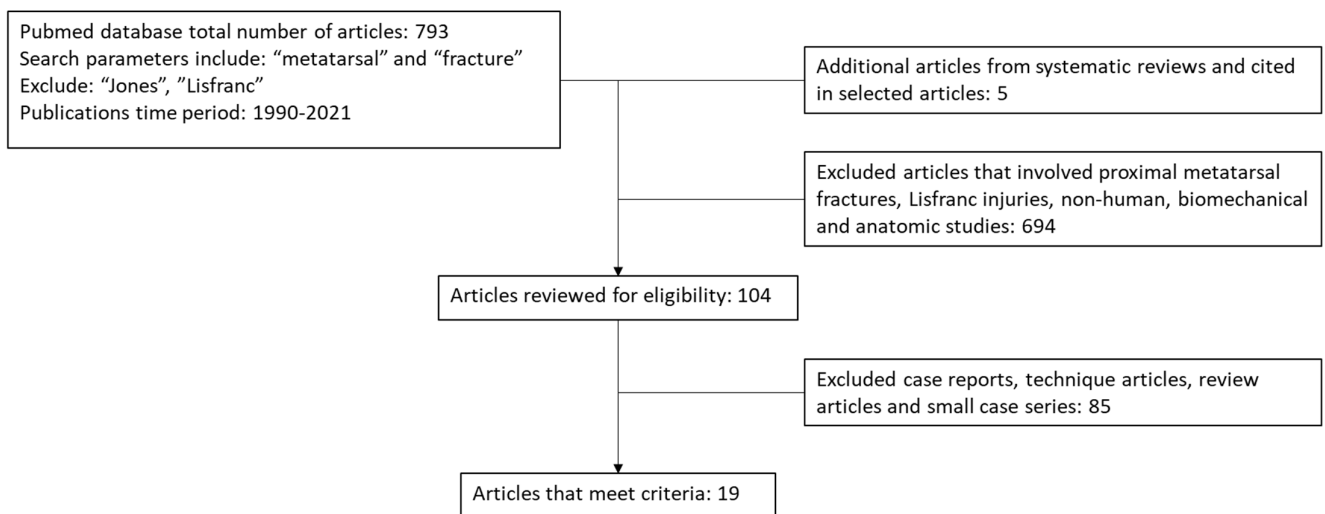 Pubmed database total number of articles: 793
Search parameters include: “metatarsal” and “fracture”
Exclude: “Jones”, ”Lisfranc”
Publications time period: 1990-2021
Additional articles from systematic reviews and cited
in selected articles: 5
Excluded articles that involved proximal metatarsal
fractures, Lisfranc injuries, non-human, biomechanical
and anatomic studies: 694
Articles reviewed for eligibility: 104
Excluded case reports, technique articles, review
articles and small case series: 85
Articles that meet criteria: 19